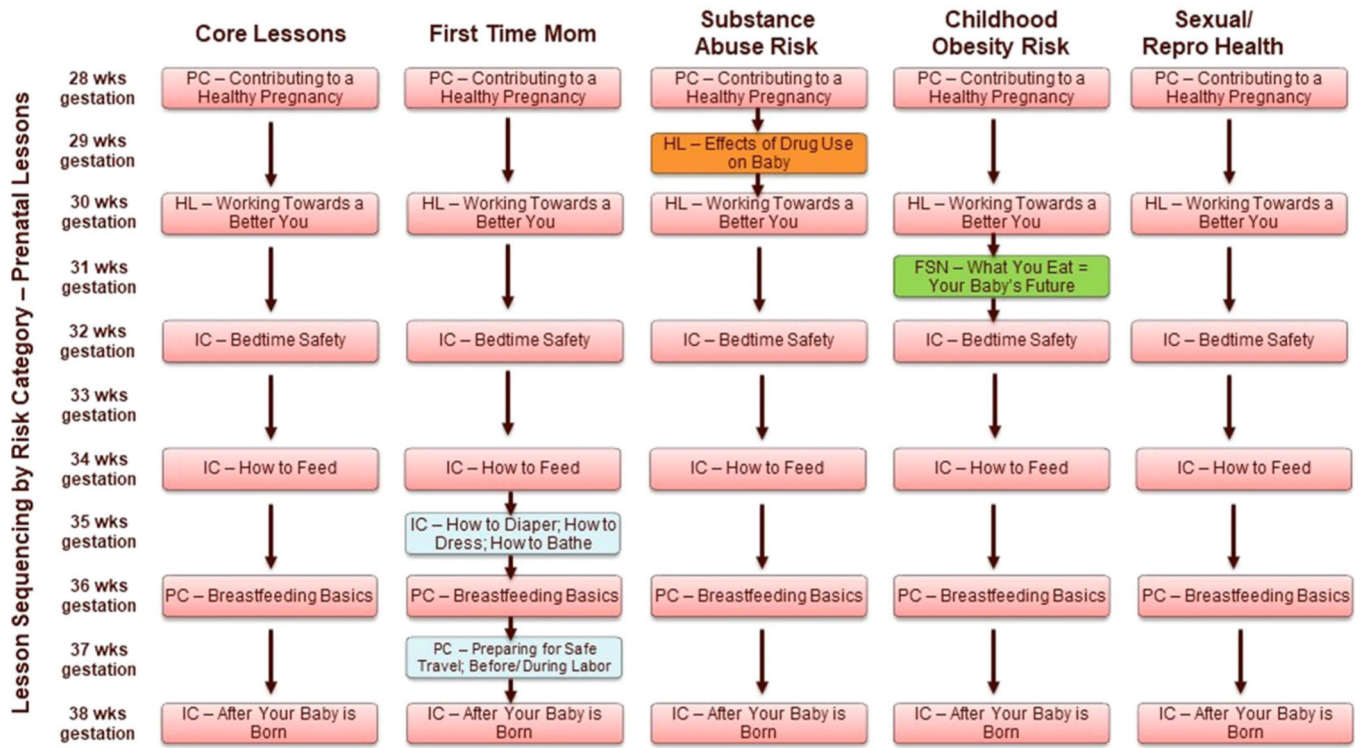 Lesson Sequencing by Risk Category – Prenatal Lessons
Core Lessons
First Time Mom
Substance
Abuse Risk
Childhood
Obesity Risk
Sexual/
Repro Health
28 wks
gestation
PC – Contributing to a
Healthy Pregnancy
PC – Contributing to a
Healthy Pregnancy
PC – Contributing to a
Healthy Pregnancy
PC – Contributing to a
Healthy Pregnancy
PC – Contributing to a
Healthy Pregnancy
29 wks
gestation
HL – Effects of Drug Use
on Baby
30 wks
gestation
HL – Working Towards a
Better You
HL – Working Towards a
Better You
HL – Working Towards a
Better You
HL – Working Towards a
Better You
HL – Working Towards a
Better You
31 wks
gestation
FSN – What You Eat =
Your Baby's Future
32 wks
gestation
IC – Bedtime Safety
IC – Bedtime Safety
IC – Bedtime Safety
IC – Bedtime Safety
IC – Bedtime Safety
33 wks
gestation
34 wks
gestation
IC – How to Feed
IC – How to Feed
IC – How to Feed
IC – How to Feed
IC – How to Feed
35 wks
gestation
IC – How to Diaper; How to
Dress; How to Bathe
36 wks
gestation
PC – Breastfeeding Basics
PC – Breastfeeding Basics
PC – Breastfeeding Basics
PC – Breastfeeding Basics
PC – Breastfeeding Basics
37 wks
gestation
PC – Preparing for Safe
Travel; Before/ During Labor
38 wks
gestation
IC – After Your Baby is
Born
IC – After Your Baby is
Born
IC – After Your Baby is
Born
IC – After Your Baby is
Born
IC – After Your Baby is
Born